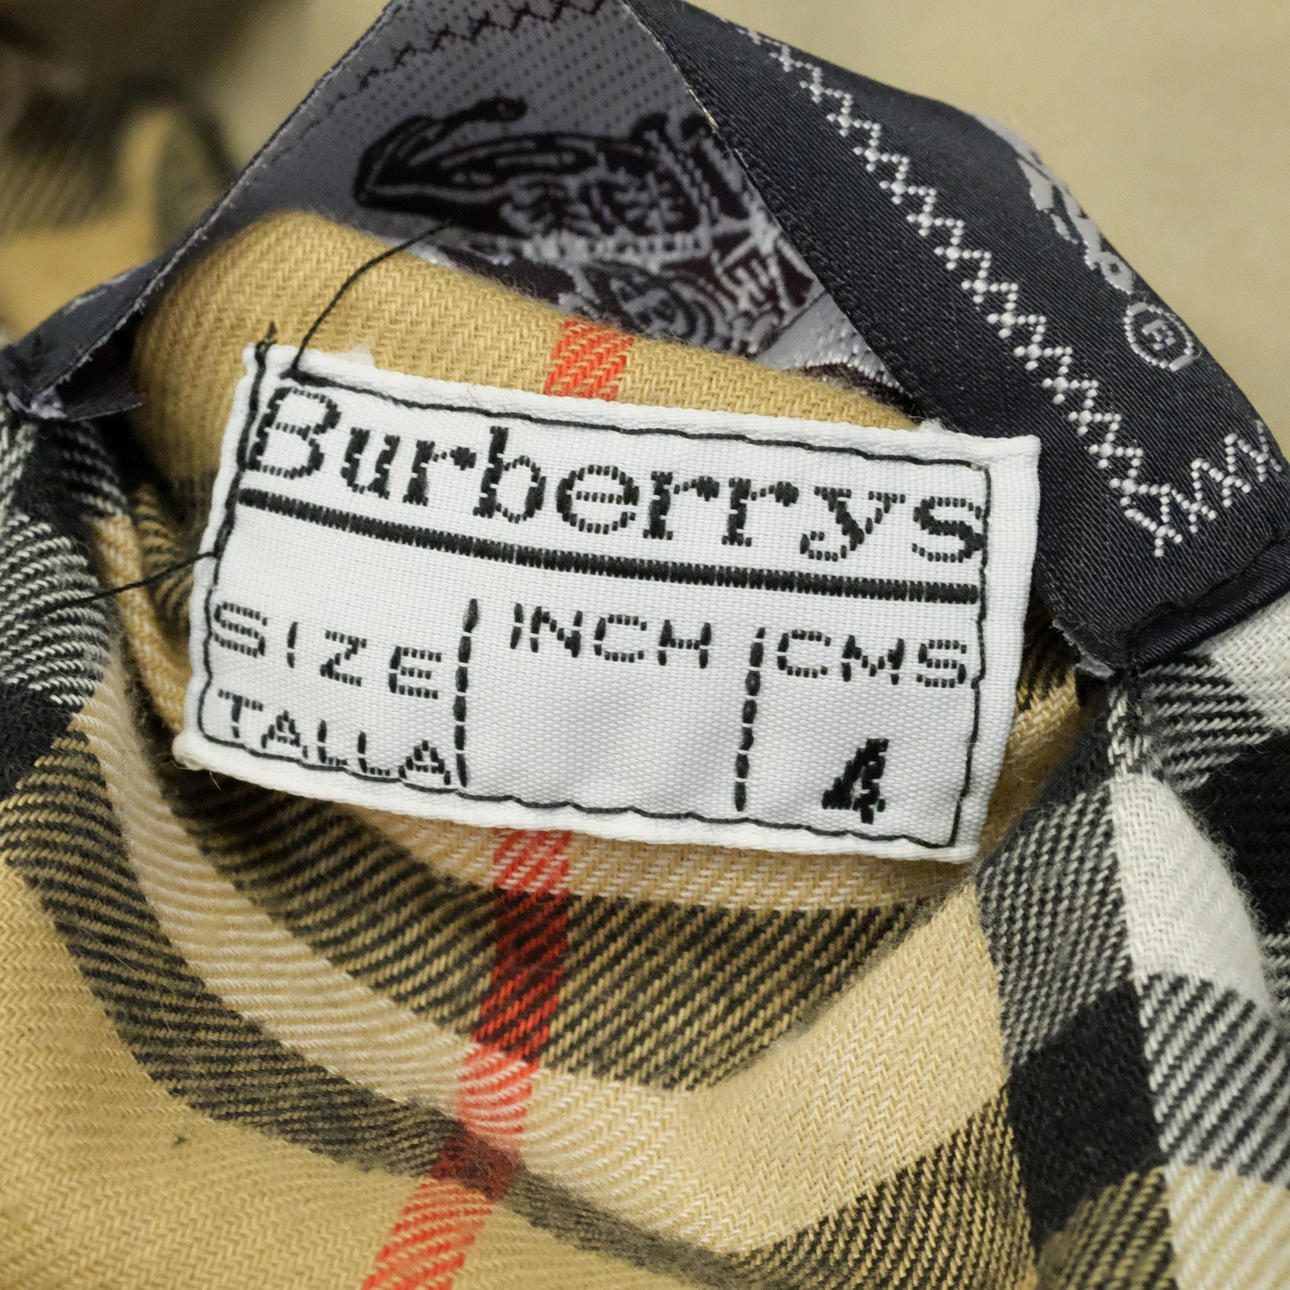 Burberrys
SIZE INCH CMS
TALLA 4